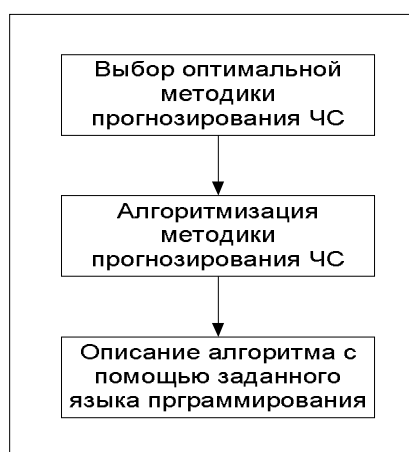 Выбор оптимальной
методики
прогнозирования ЧС
Алгоритмизация
методики
прогнозирования ЧС
Описание алгоритма с
помощью заданного
языка прграммирования